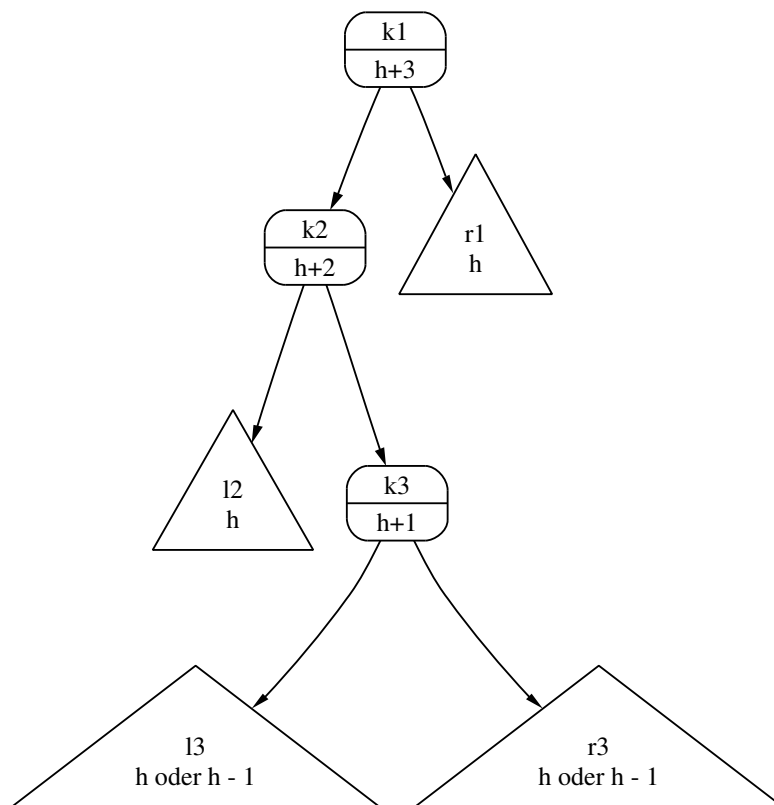 k1
h+3
r1
h
k2
h+2
l2
h
k3
h+1
l3
h oder h - 1
r3
h oder h - 1